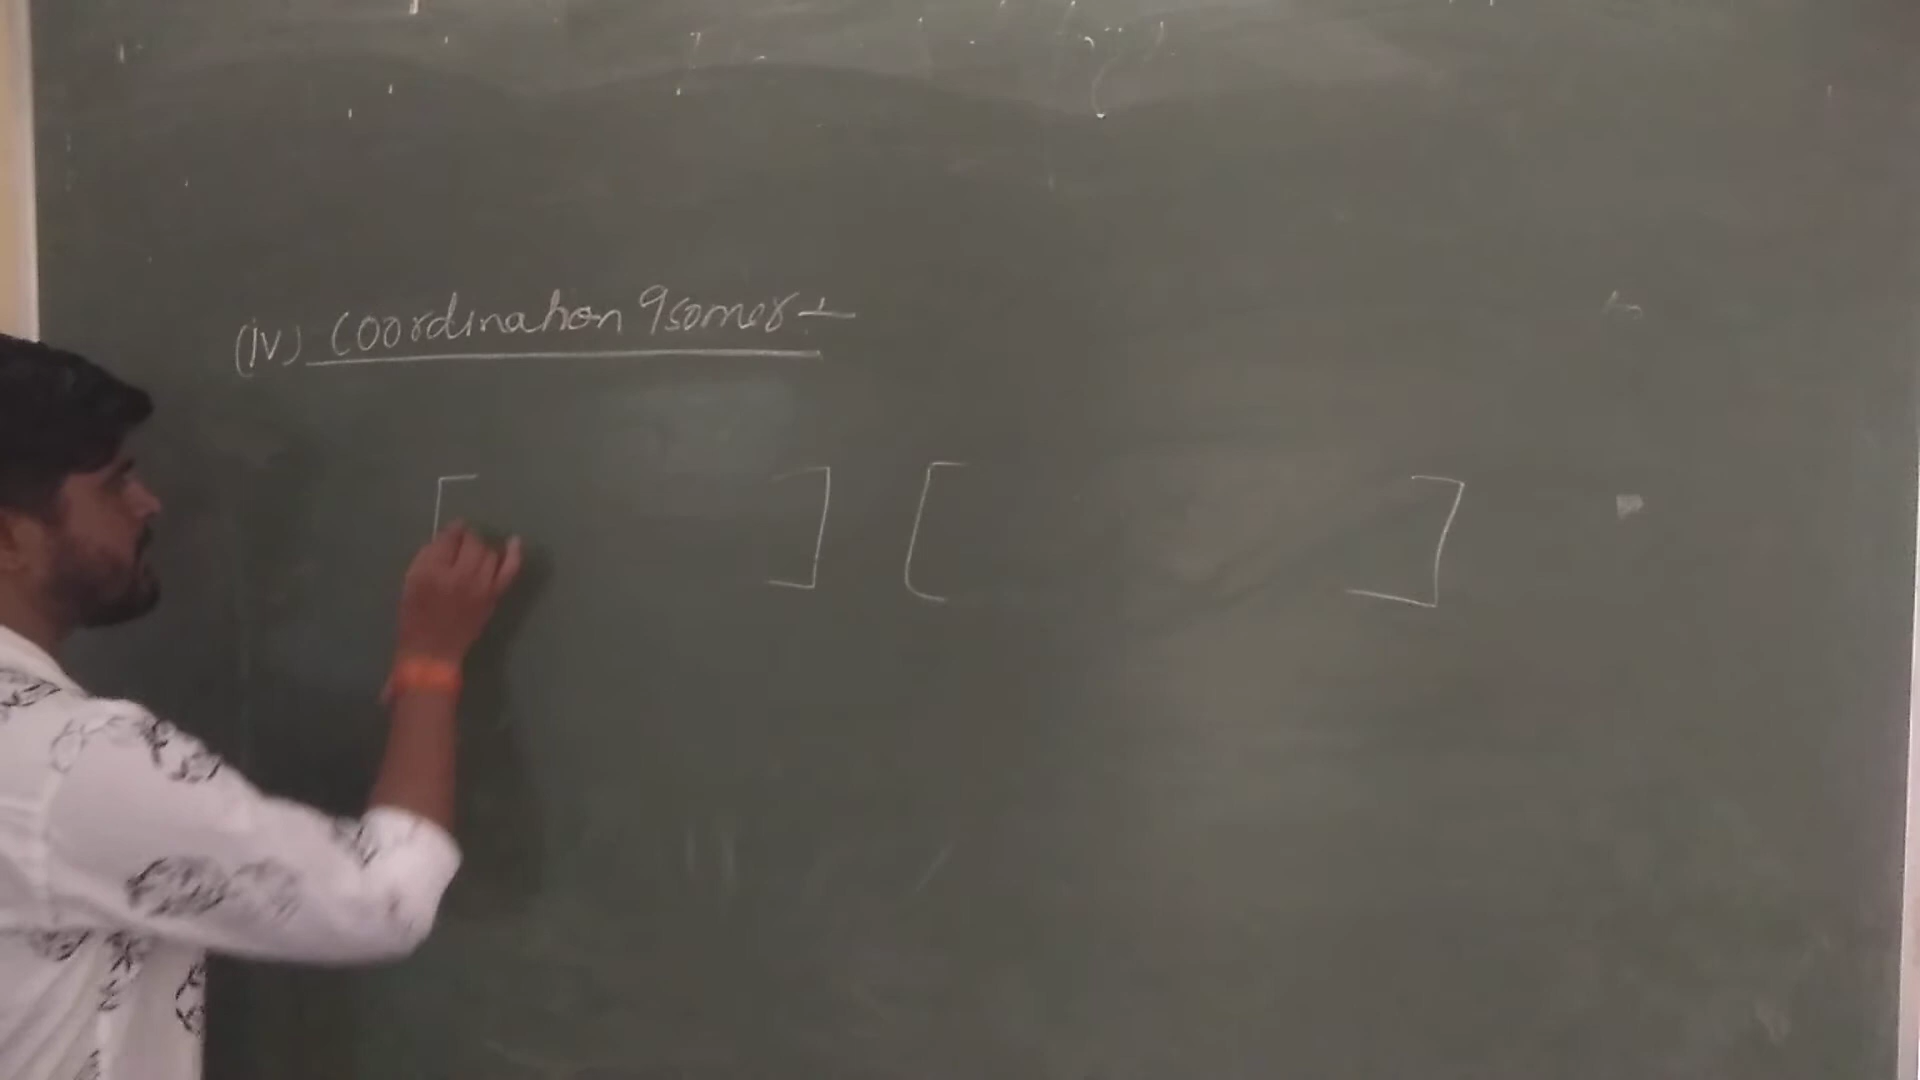 (iv) Coordination Isomer :-
[ ] [ ]